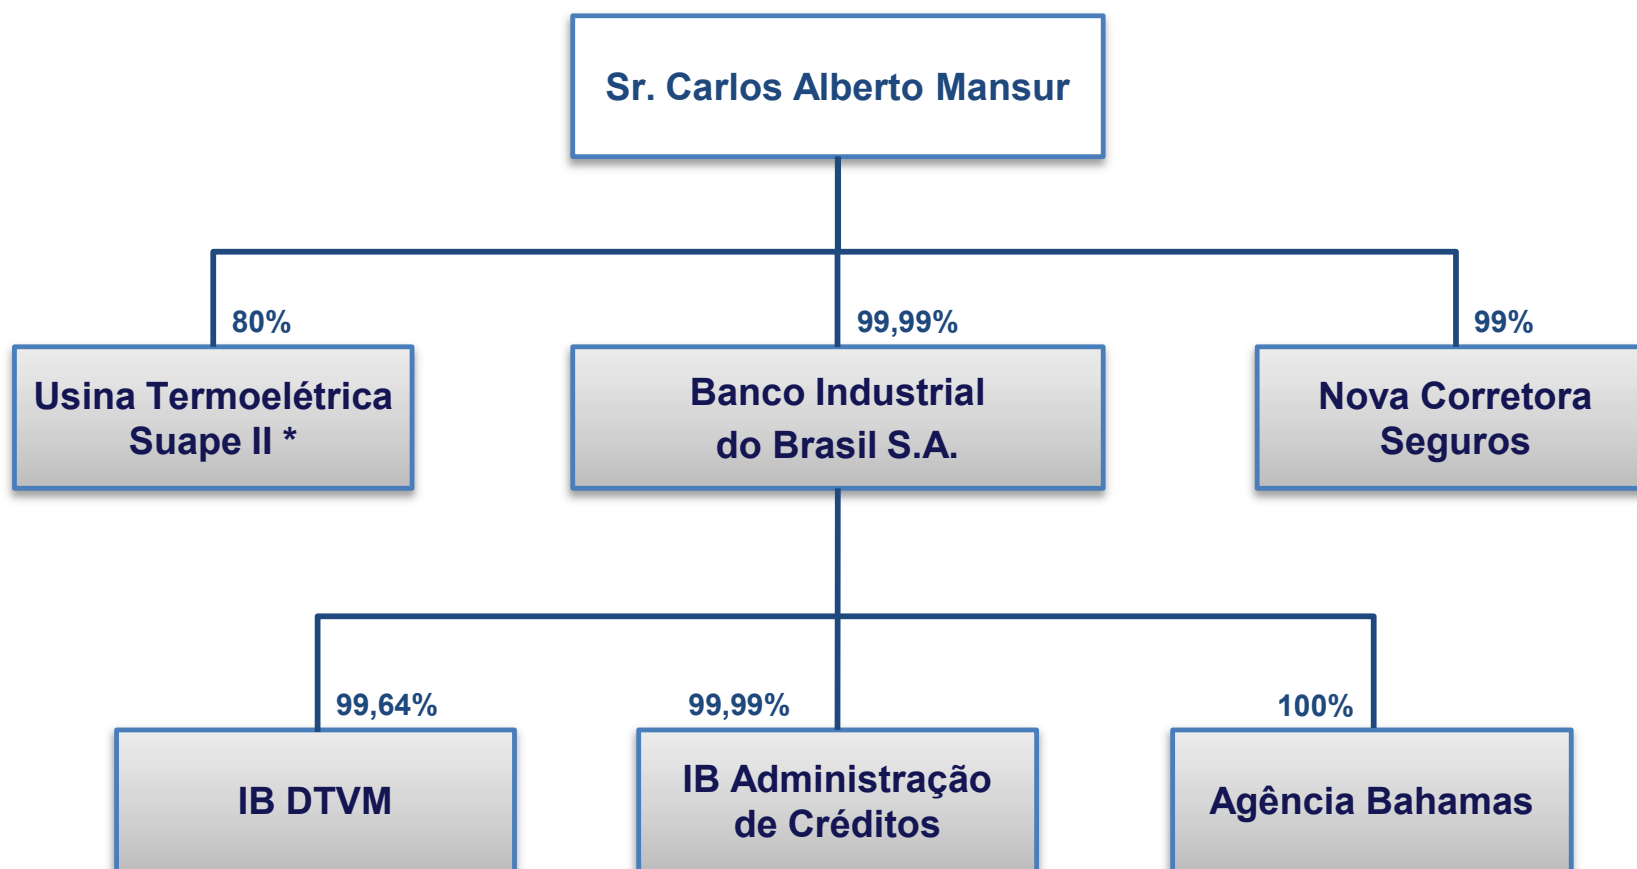 Sr. Carlos Alberto Mansur
80%
99,99%
99%
Usina Termoelétrica
Suape II *
Banco Industrial
do Brasil S.A.
Nova Corretora
Seguros
99,64%
99,99%
100%
IB DTVM
IB Administração
de Créditos
Agência Bahamas